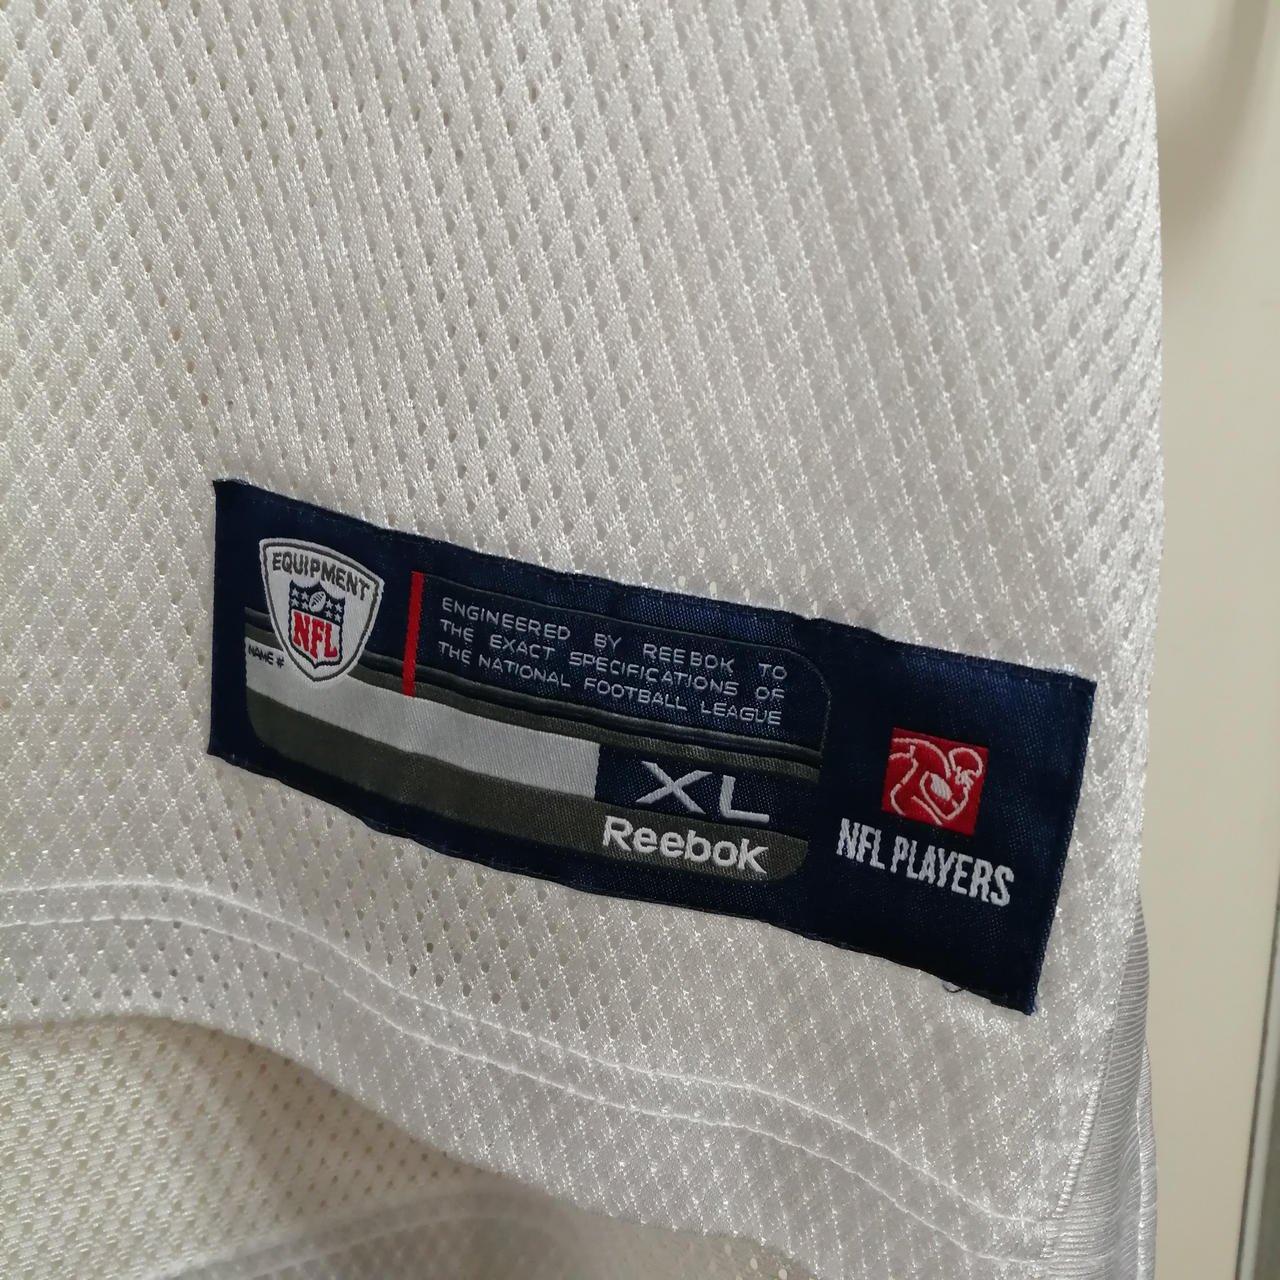 EQUIPMENT
NFL
NAME #
ENGINEERED BY REEBOK TO
THE EXACT SPECIFICATIONS OF
THE NATIONAL FOOTBALL LEAGUE
XL
Reebok
NFL PLAYERS